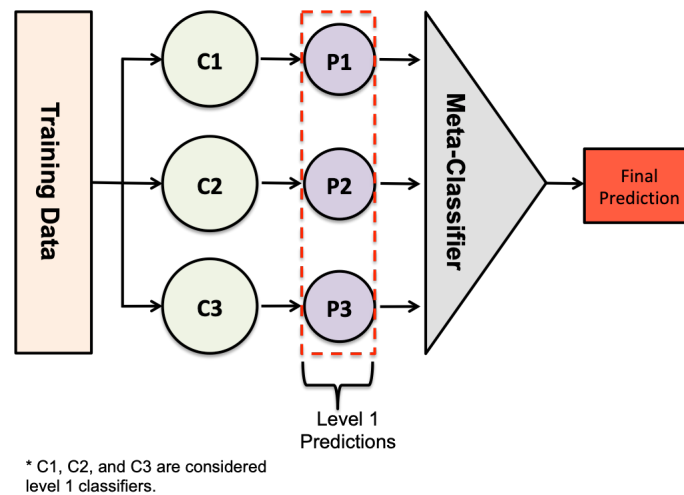 Training Data
C1
P1
C2
P2
C3
P3
Meta-Classifier
Final
Prediction
Level 1
Predictions
* C1, C2, and C3 are considered
level 1 classifiers.